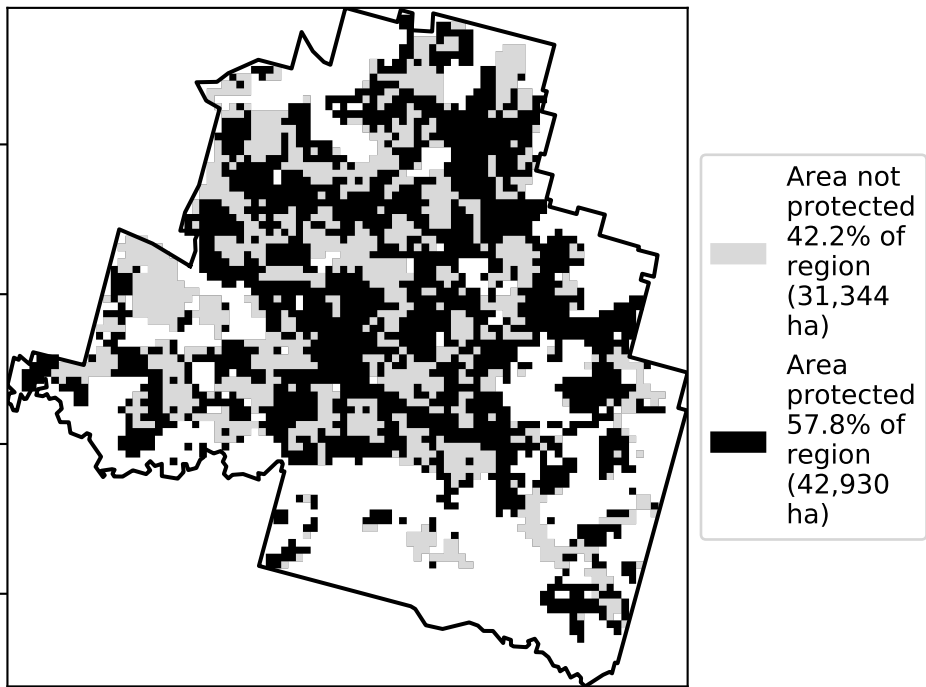 Area not
protected
42.2% of
region
(31,344
ha)
Area
protected
57.8% of
region
(42,930
ha)